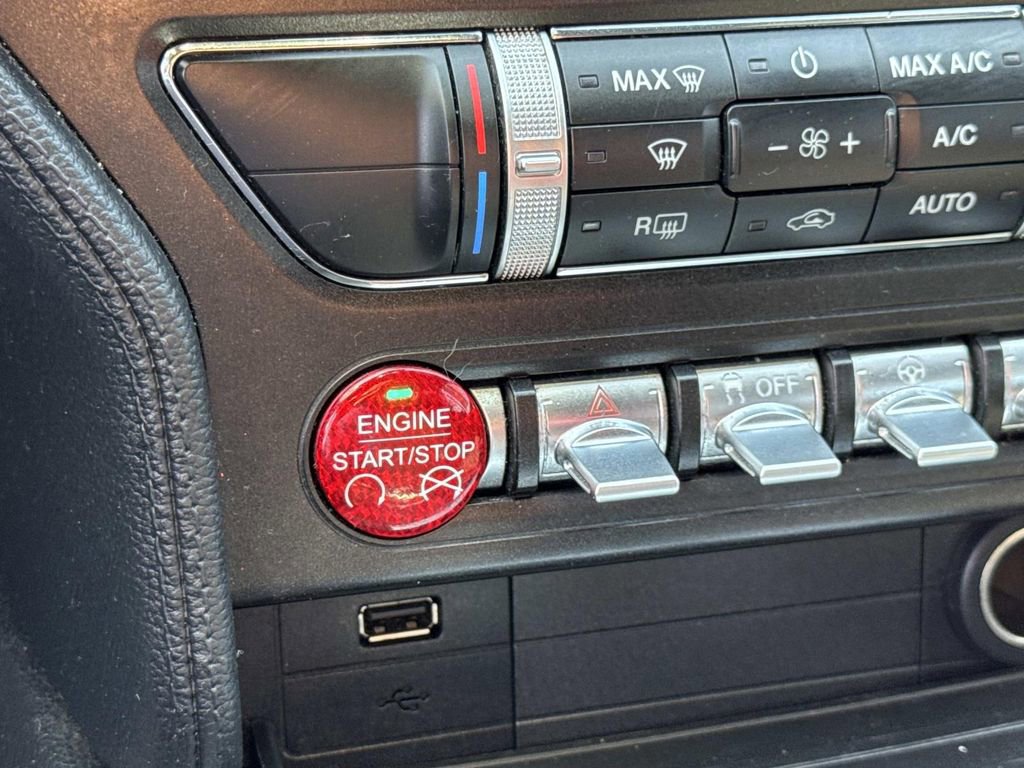 MAX
MAX A/C
- +
A/C
R
AUTO
ENGINE
START/STOP
OFF